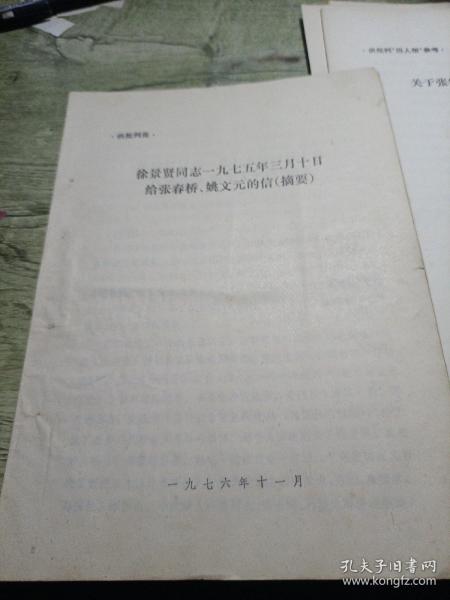 ·供批判用·
徐景贤同志一九七五年三月十日
给张春桥、姚文元的信(摘要)
一九七六年十一月
·供批判"四人帮"参考·
关于张
孔夫子旧书网
www.kongfz.com